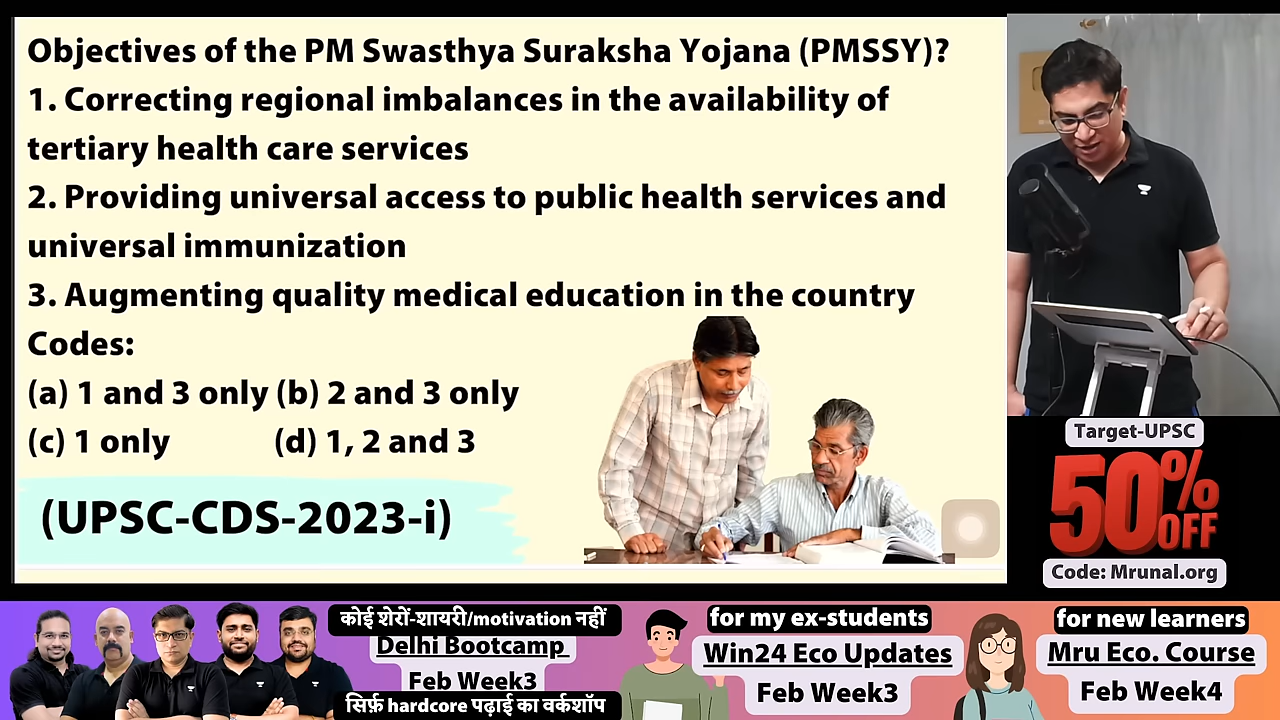 Objectives of the PM Swasthya Suraksha Yojana (PMSSY)?
1. Correcting regional imbalances in the availability of
tertiary health care services
2. Providing universal access to public health services and
universal immunization
3. Augmenting quality medical education in the country
Codes:
(a) 1 and 3 only (b) 2 and 3 only
(c) 1 only (d) 1, 2 and 3
(UPSC-CDS-2023-i)
Target-UPSC
50% OFF
Code: Mrunal.org
कोई शेरों-शायरी/motivation नहीं
Delhi Bootcamp
Feb Week3
सिर्फ़ hardcore पढ़ाई का वर्कशॉप
for my ex-students
Win24 Eco Updates
Feb Week3
for new learners
Mru Eco. Course
Feb Week4